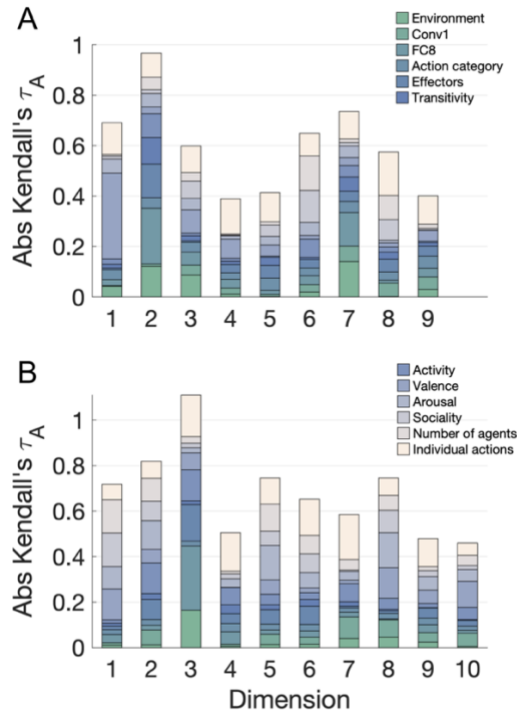 A
Abs Kendall's τA
1
0.8
0.6
0.4
0.2
0
1 2 3 4 5 6 7 8 9
Environment
Conv1
FC8
Action category
Effectors
Transitivity
B
Abs Kendall's τA
1
0.8
0.6
0.4
0.2
0
1 2 3 4 5 6 7 8 9 10
Dimension
Activity
Valence
Arousal
Sociality
Number of agents
Individual actions